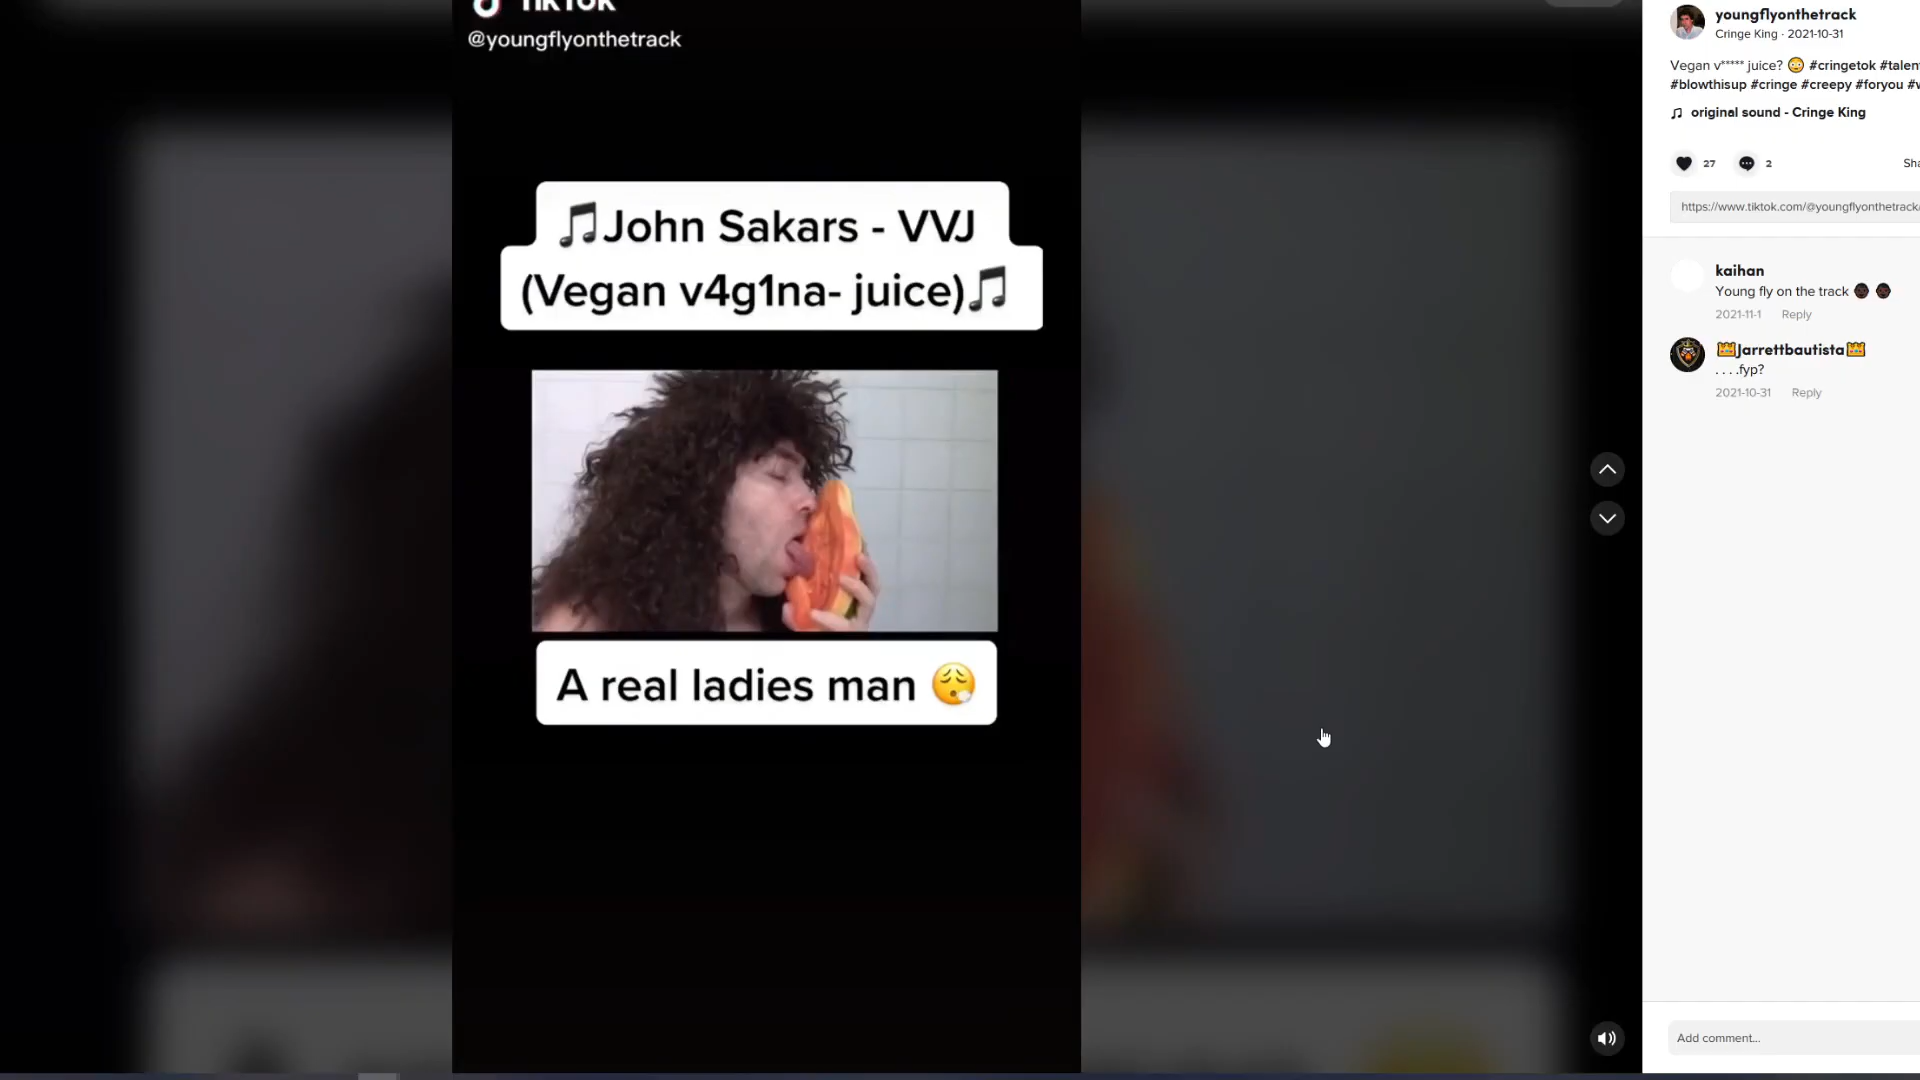 TikTok
@youngflyonthetrack
🎵John Sakars - VVJ
(Vegan v4g1na- juice)🎵
A real ladies man 😮‍💨
youngflyonthetrack
Cringe King · 2021-10-31
Vegan v***** juice? 😳 #cringetok #talen
#blowthisup #cringe #creepy #foryou #v
original sound - Cringe King
27
2
Sha
https://www.tiktok.com/@youngflyonthetrack/
kaihan
Young fly on the track 🧑🏿 🧑🏿
2021-11-1 Reply
👑Jarrettbautista👑
. . . .fyp?
2021-10-31 Reply
Add comment...